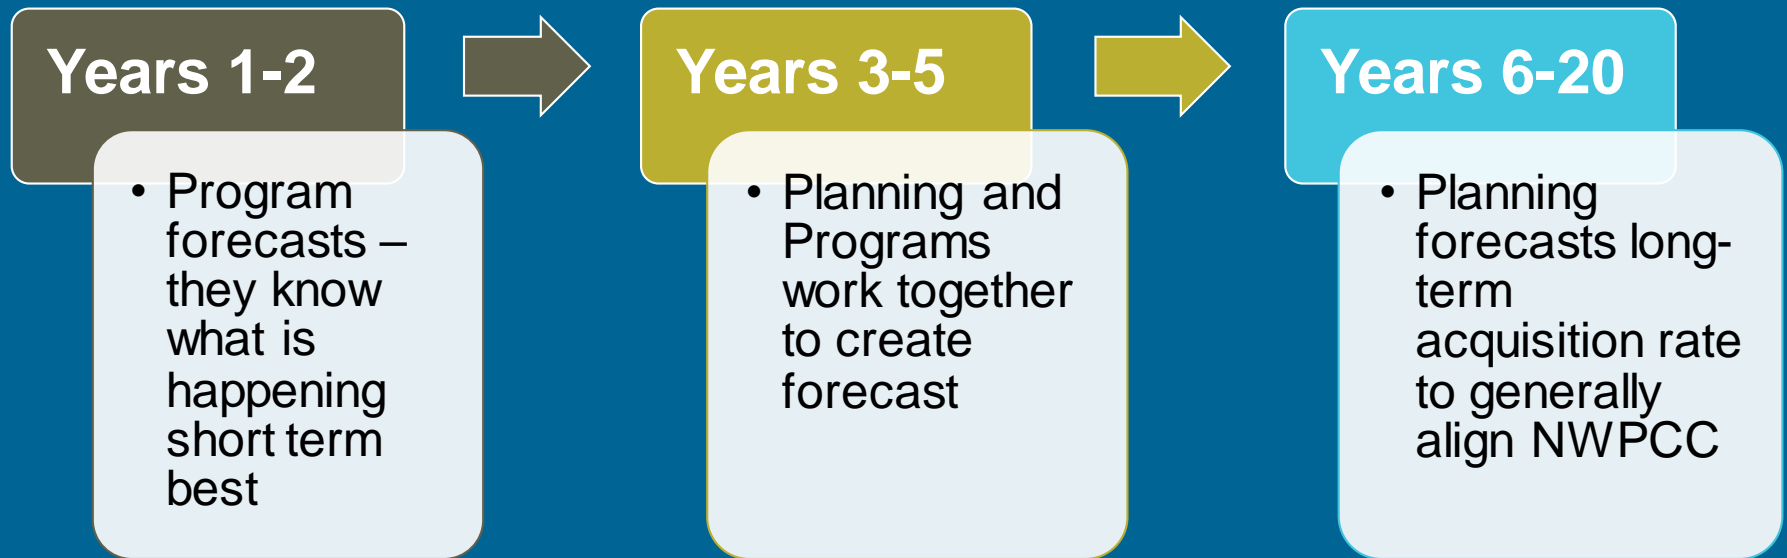 Years 1-2
• Program
forecasts –
they know
what is
happening
short term
best
Years 3-5
• Planning and
Programs
work together
to create
forecast
Years 6-20
• Planning
forecasts long-
term
acquisition rate
to generally
align NWPCC